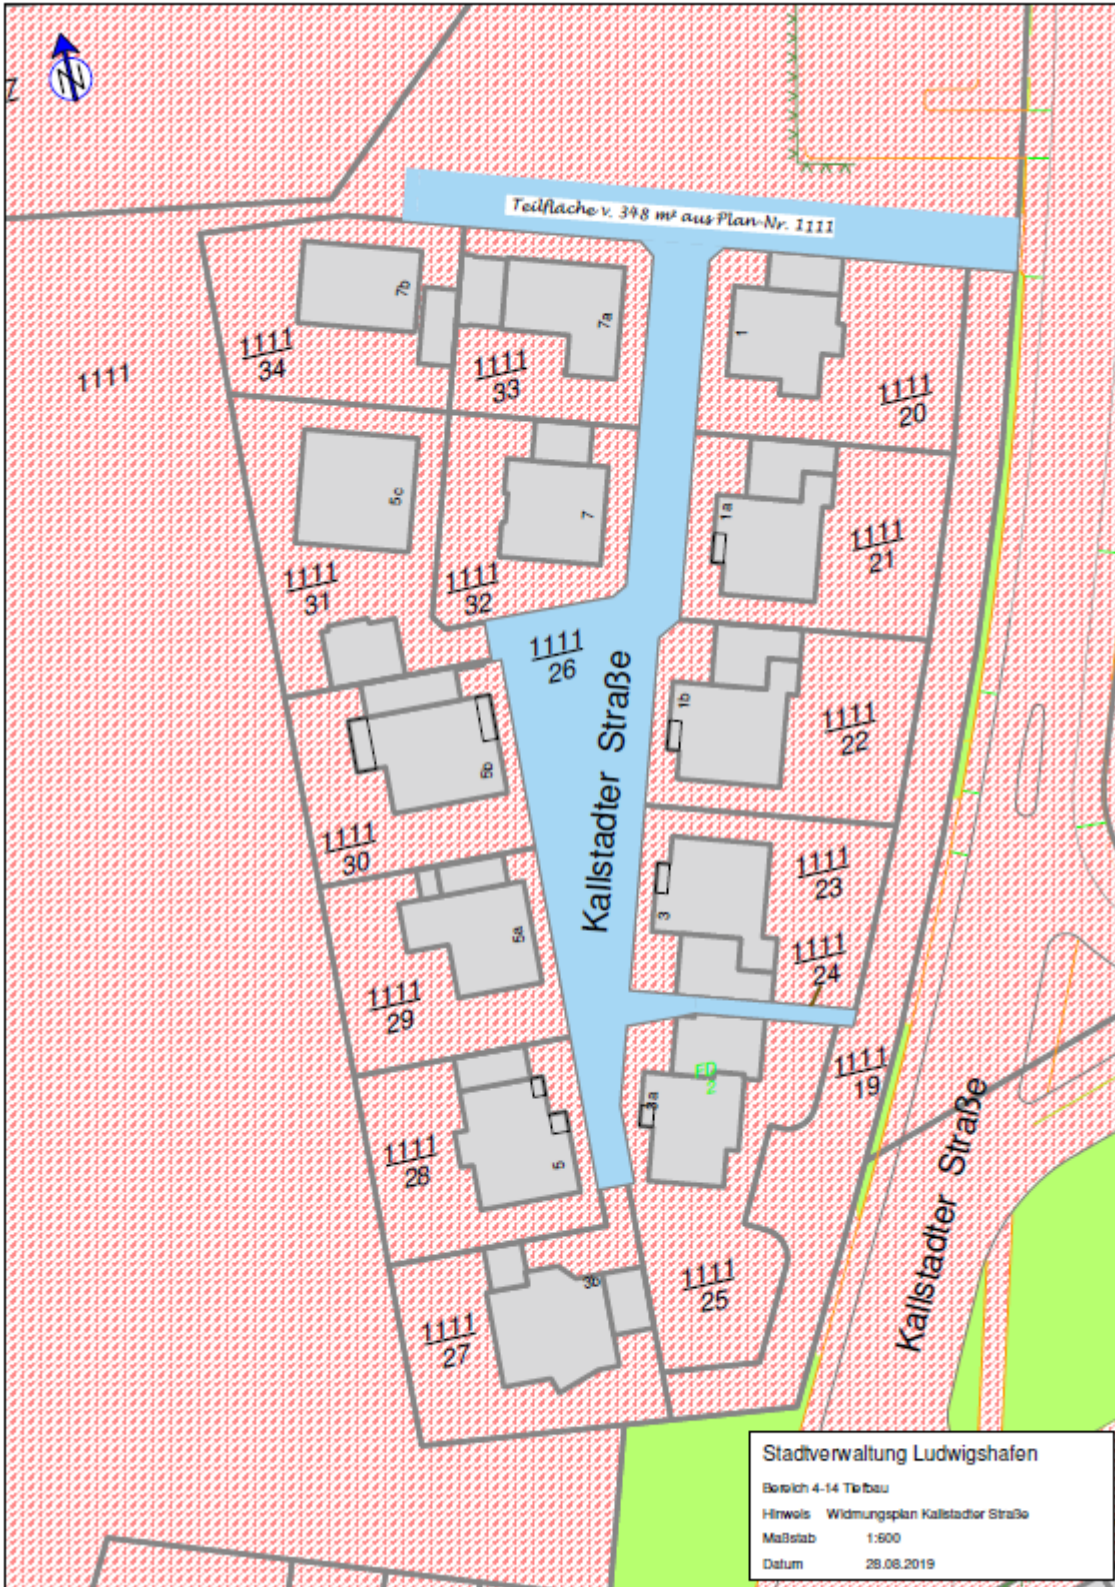 N
Z
Teilfläche v. 348 m² aus Plan-Nr. 1111
7b
7a
1
1111
34
1111
33
1111
20
1111
5c
7
1a
1111
21
1111
31
1111
32
1111
26
1b
1111
22
Kallstadter Straße
5b
1111
30
1111
23
3
5a
1111
24
1111
29
1111
19
3a
1111
28
5
Kallstadter Straße
3b
1111
25
1111
27
Stadtverwaltung Ludwigshafen
Bereich 4-14 Tiefbau
Hinweis Widmungsplan Kallstadter Straße
Maßstab 1:600
Datum 28.08.2019